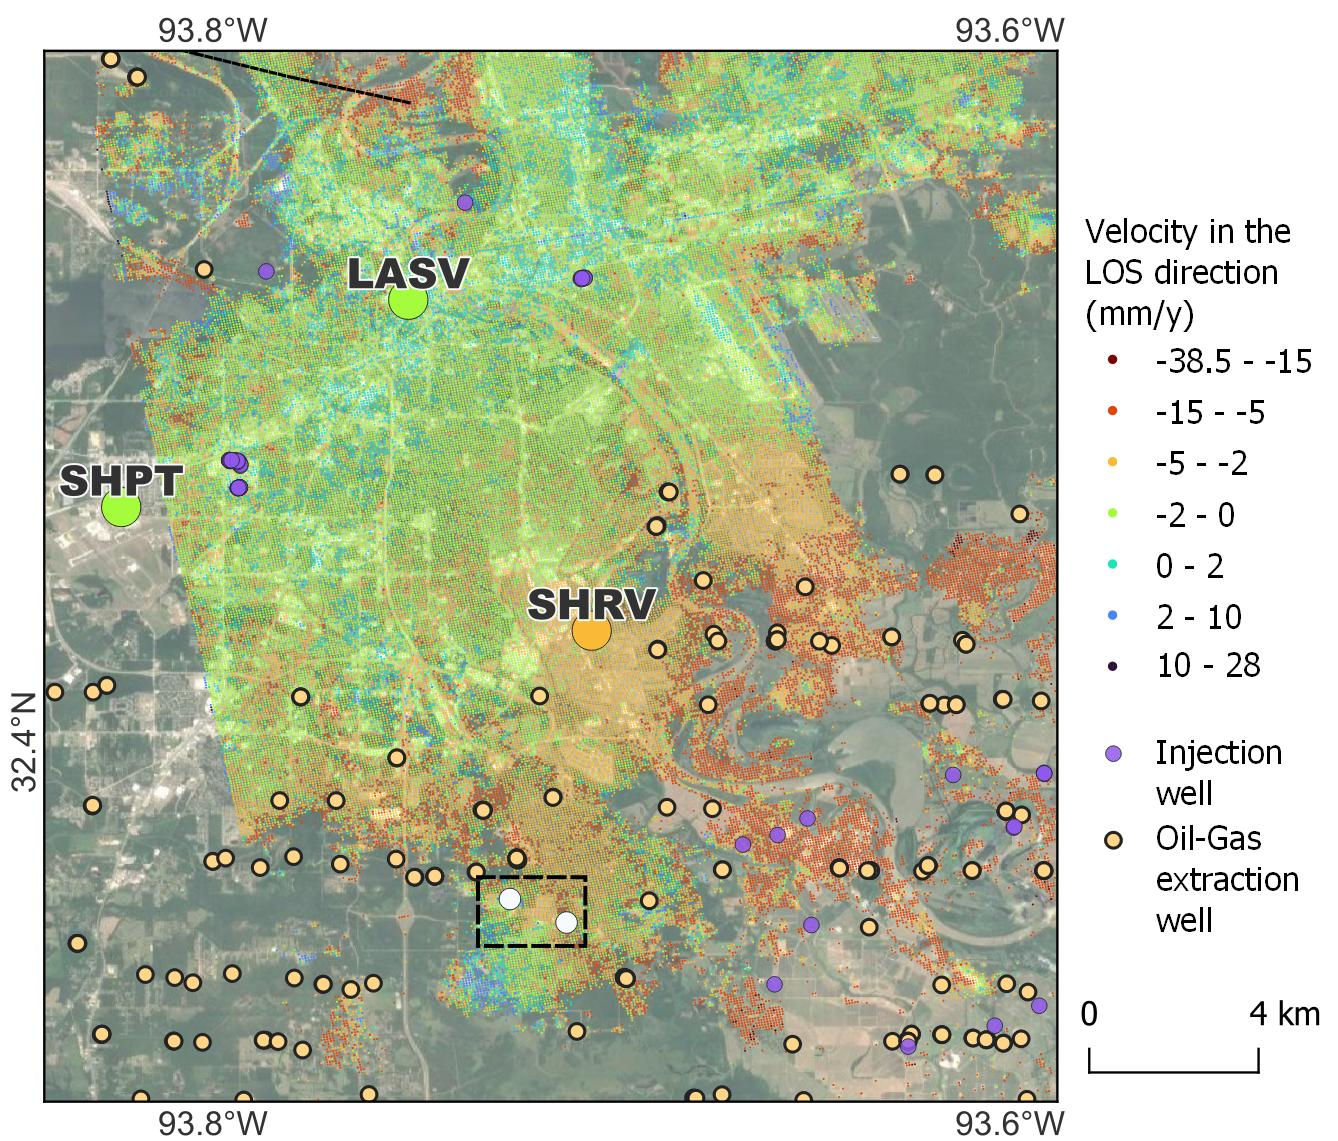 93.8°W
93.6°W
LASV
SHPT
SHRV
32.4°N
93.8°W
93.6°W
Velocity in the
LOS direction
(mm/y)
-38.5 - -15
-15 - -5
-5 - -2
-2 - 0
0 - 2
2 - 10
10 - 28
Injection
well
Oil-Gas
extraction
well
0
4 km